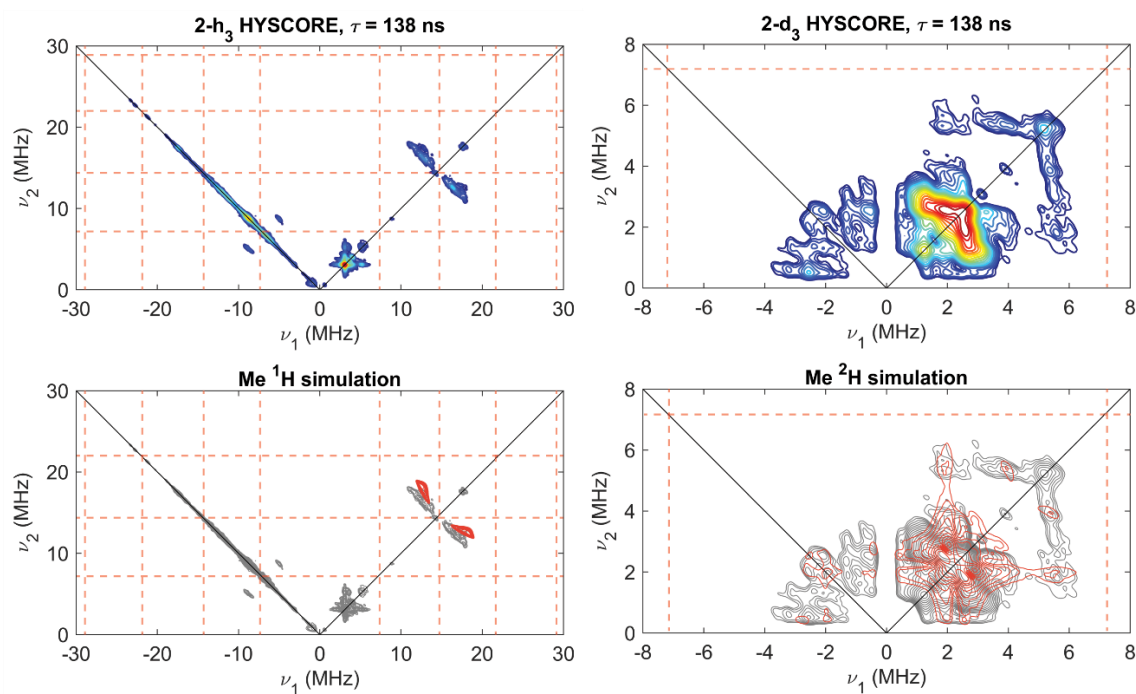 2-h₃ HYSCORE, τ = 138 ns
30
20
10
0
ν₂ (MHz)
-30 -20 -10 0 10 20 30
ν₁ (MHz)
2-d₃ HYSCORE, τ = 138 ns
8
6
4
2
0
ν₂ (MHz)
-8 -6 -4 -2 0 2 4 6 8
ν₁ (MHz)
Me ¹H simulation
30
20
10
0
ν₂ (MHz)
-30 -20 -10 0 10 20 30
ν₁ (MHz)
Me ²H simulation
8
6
4
2
0
ν₂ (MHz)
-8 -6 -4 -2 0 2 4 6 8
ν₁ (MHz)